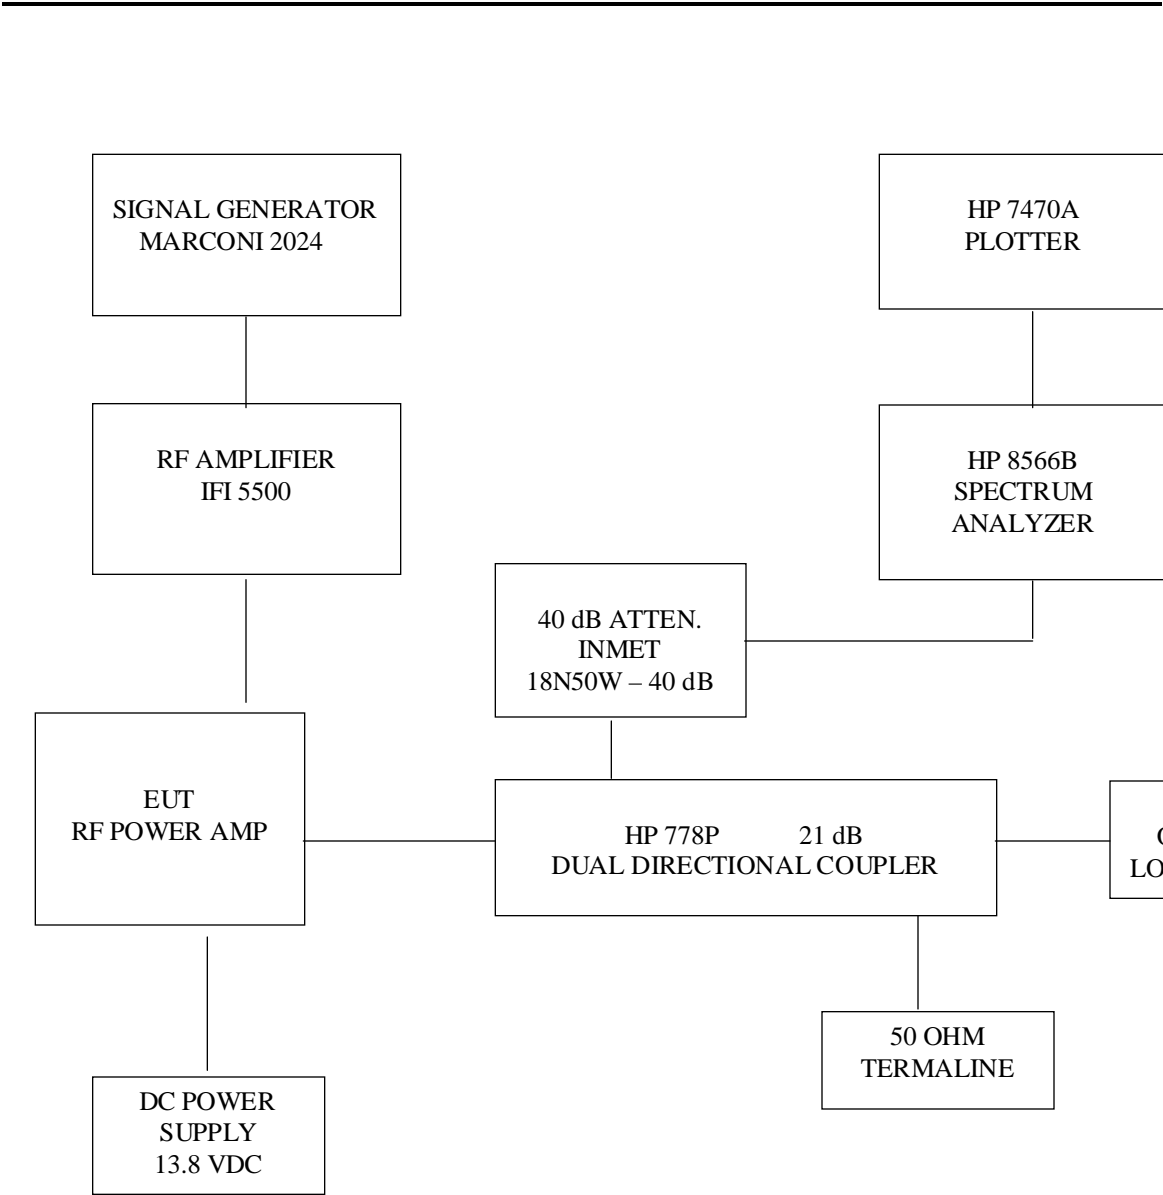 SIGNAL GENERATOR
MARCONI 2024
HP 7470A
PLOTTER
RF AMPLIFIER
IFI 5500
HP 8566B
SPECTRUM
ANALYZER
40 dB ATTEN.
INMET
18N50W – 40 dB
EUT
RF POWER AMP
HP 778P 21 dB
DUAL DIRECTIONAL COUPLER
LO
50 OHM
TERMALINE
DC POWER
SUPPLY
13.8 VDC